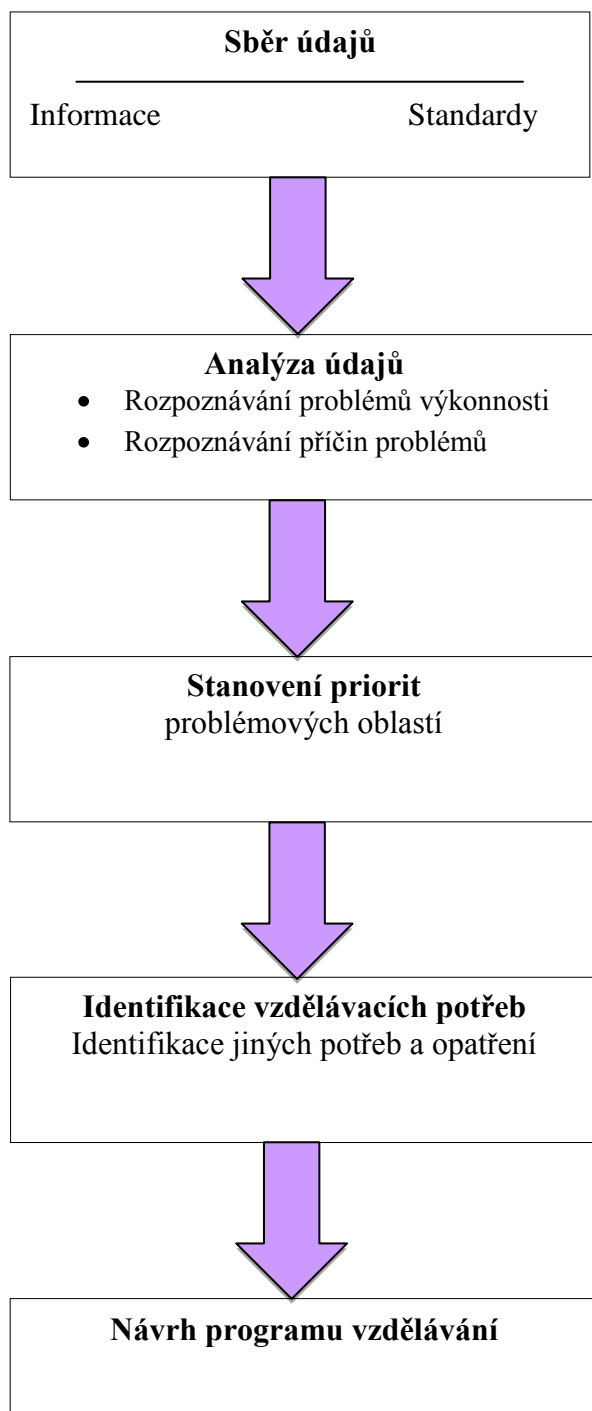 Sběr údajů
Informace Standardy
Analýza údajů
• Rozpoznávání problémů výkonnosti
• Rozpoznávání příčin problémů
Stanovení priorit
problémových oblastí
Identifikace vzdělávacích potřeb
Identifikace jiných potřeb a opatření
Návrh programu vzdělávání